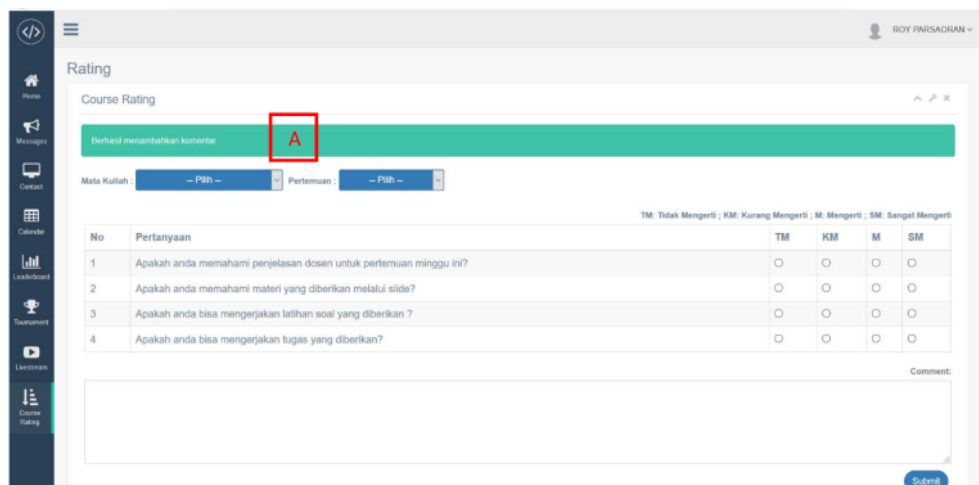 </>
ROY PARSAORAN
Home
Messages
Contact
Calendar
Leaderboard
Tournament
Livestream
Course
Rating
Rating
Course Rating
Berhasil menambahkan komentar
A
Mata Kuliah : -- Pilih -- Pertemuan : -- Pilih --
TM: Tidak Mengerti ; KM: Kurang Mengerti ; M: Mengerti ; SM: Sangat Mengerti
No Pertanyaan TM KM M SM
1 Apakah anda memahami penjelasan dosen untuk pertemuan minggu ini?
2 Apakah anda memahami materi yang diberikan melalui slide?
3 Apakah anda bisa mengerjakan latihan soal yang diberikan ?
4 Apakah anda bisa mengerjakan tugas yang diberikan?
Comment:
Submit